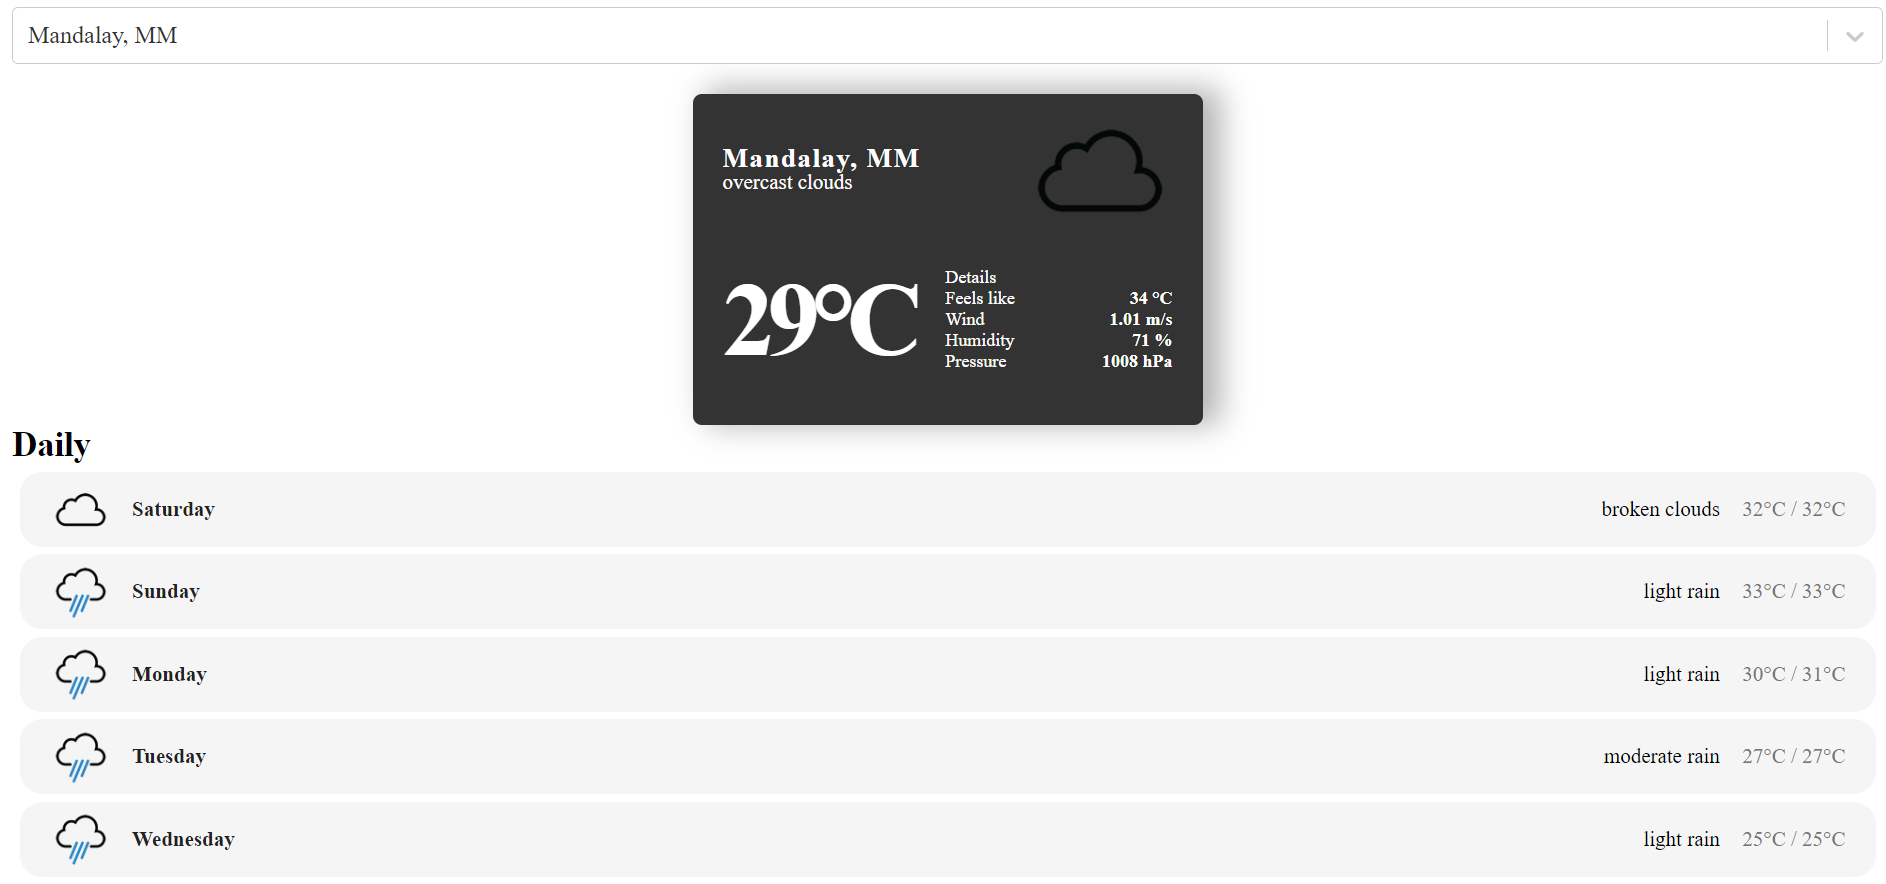 Mandalay, MM
Mandalay, MM
overcast clouds
29°C
Details
Feels like 34 °C
Wind 1.01 m/s
Humidity 71 %
Pressure 1008 hPa
Daily
Saturday broken clouds 32°C / 32°C
Sunday light rain 33°C / 33°C
Monday light rain 30°C / 31°C
Tuesday moderate rain 27°C / 27°C
Wednesday light rain 25°C / 25°C